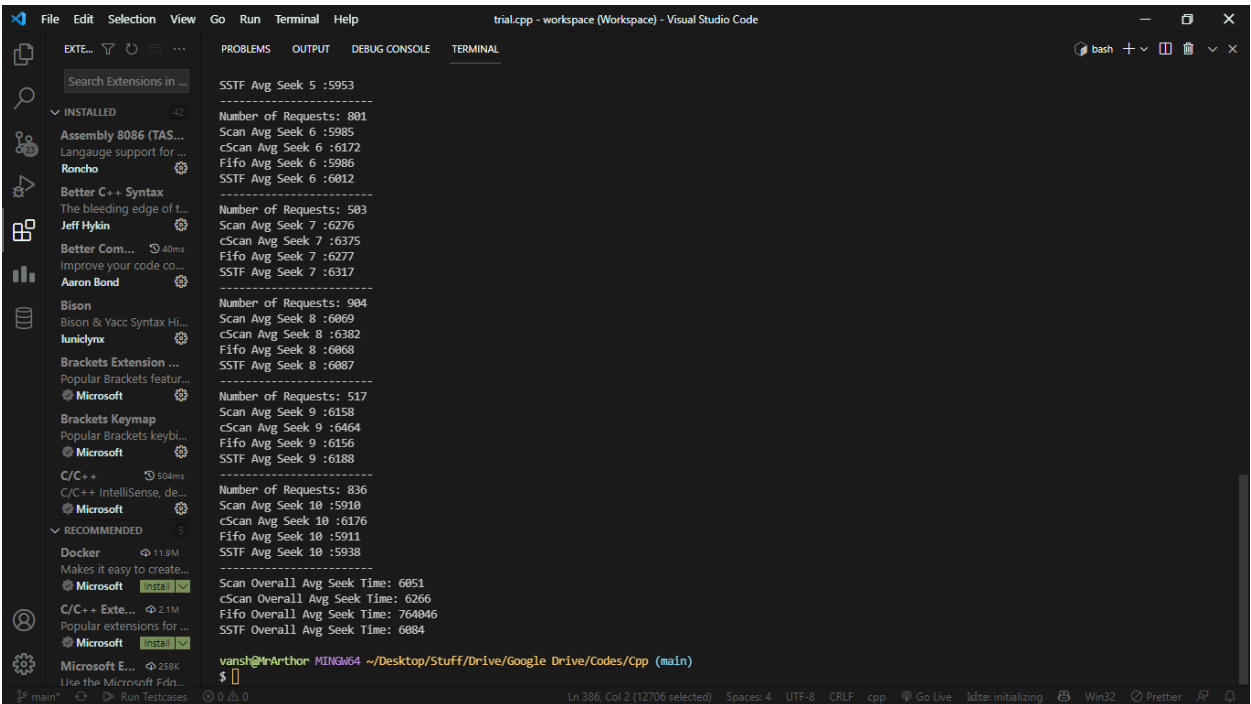 File Edit Selection View Go Run Terminal Help trial.cpp - workspace (Workspace) - Visual Studio Code
EXTE... PROBLEMS OUTPUT DEBUG CONSOLE TERMINAL bash
Search Extensions in ...
INSTALLED 42
Assembly 8086 (TAS...
Langauge support for ...
Roncho
Better C++ Syntax
The bleeding edge of t...
Jeff Hykin
Better Com... 40ms
Improve your code co...
Aaron Bond
Bison
Bison & Yacc Syntax Hi...
luniclynx
Brackets Extension ...
Popular Brackets featur...
Microsoft
Brackets Keymap
Popular Brackets keybi...
Microsoft
C/C++ 504ms
C/C++ IntelliSense, de...
Microsoft
RECOMMENDED 5
Docker 11.9M
Makes it easy to create...
Microsoft Install
C/C++ Exte... 2.1M
Popular extensions for ...
Microsoft Install
Microsoft E... 258K
Use the Microsoft Edg...
23
SSTF Avg Seek 5 :5953
------------------------
Number of Requests: 801
Scan Avg Seek 6 :5985
cScan Avg Seek 6 :6172
Fifo Avg Seek 6 :5986
SSTF Avg Seek 6 :6012
------------------------
Number of Requests: 503
Scan Avg Seek 7 :6276
cScan Avg Seek 7 :6375
Fifo Avg Seek 7 :6277
SSTF Avg Seek 7 :6317
------------------------
Number of Requests: 904
Scan Avg Seek 8 :6069
cScan Avg Seek 8 :6382
Fifo Avg Seek 8 :6068
SSTF Avg Seek 8 :6087
------------------------
Number of Requests: 517
Scan Avg Seek 9 :6158
cScan Avg Seek 9 :6464
Fifo Avg Seek 9 :6156
SSTF Avg Seek 9 :6188
------------------------
Number of Requests: 836
Scan Avg Seek 10 :5910
cScan Avg Seek 10 :6176
Fifo Avg Seek 10 :5911
SSTF Avg Seek 10 :5938
------------------------
Scan Overall Avg Seek Time: 6051
cScan Overall Avg Seek Time: 6266
Fifo Overall Avg Seek Time: 764046
SSTF Overall Avg Seek Time: 6084
vansh@MrArthor MINGW64 ~/Desktop/Stuff/Drive/Google Drive/Codes/Cpp (main)
$
main* Run Testcases 0 0 Ln 386, Col 2 (12706 selected) Spaces: 4 UTF-8 CRLF cpp Go Live initializing Win32 Prettier